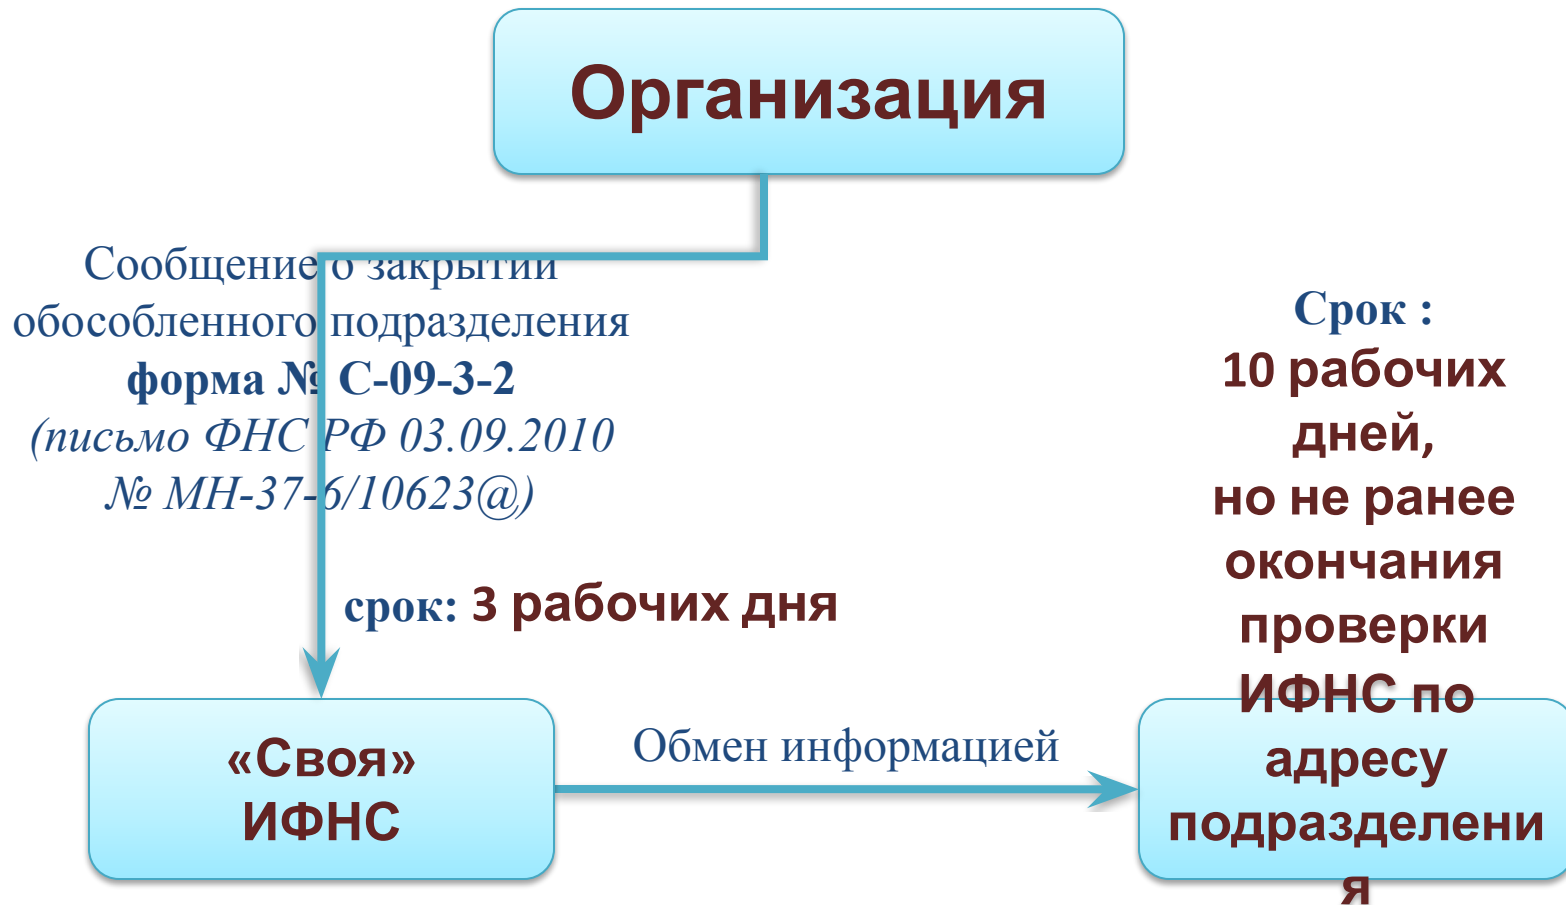 Организация
Сообщение о закрытии
обособленного подразделения
форма № С-09-3-2
(письмо ФНС РФ 03.09.2010
№ МН-37-6/10623@)
срок: 3 рабочих дня
«Своя»
ИФНС
Обмен информацией
Срок :
10 рабочих
дней,
но не ранее
окончания
проверки
ИФНС по
адресу
подразделени
я